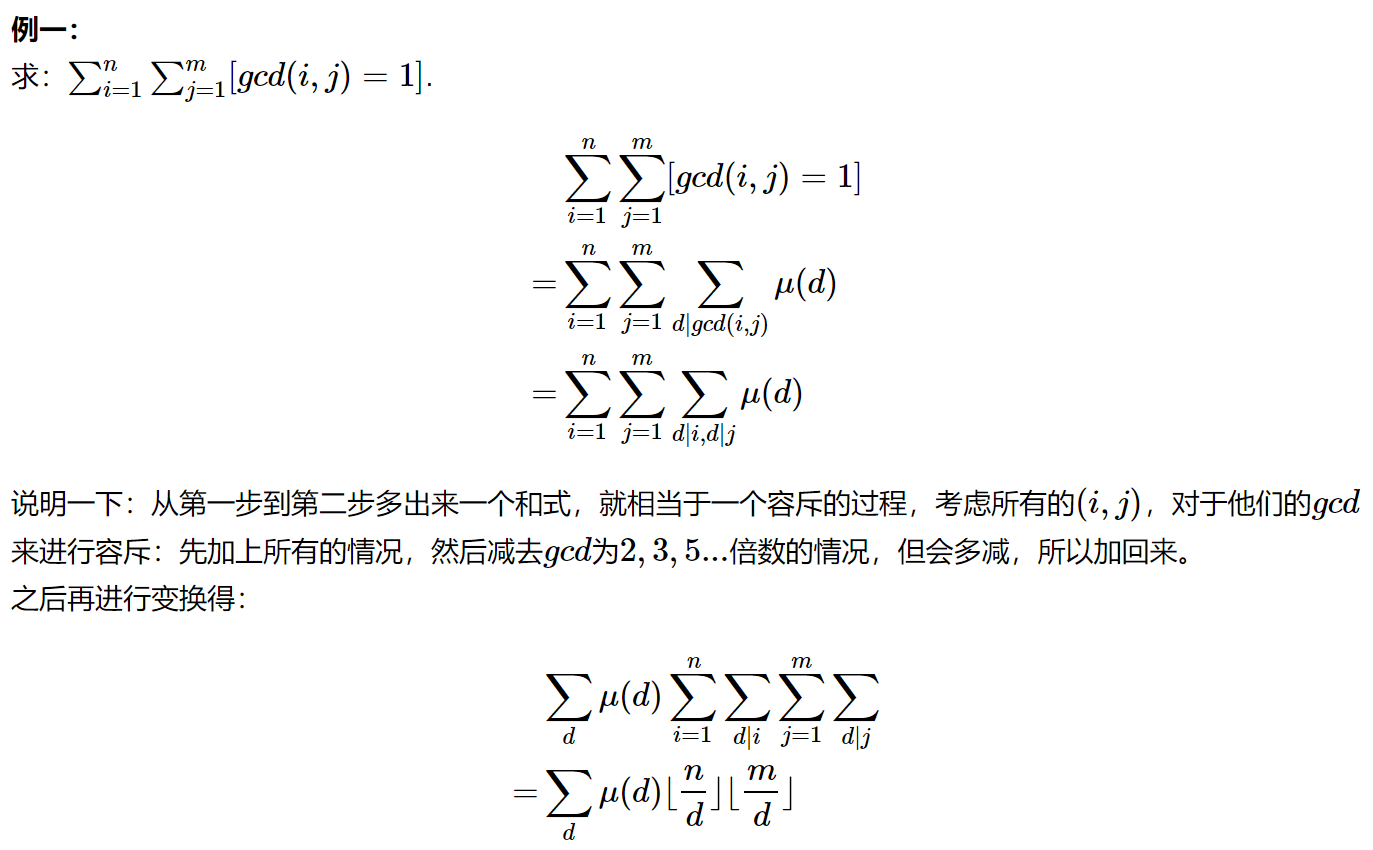 例一：
求：$\sum_{i=1}^{n}\sum_{j=1}^{m}[gcd(i,j)=1]$.
$\sum_{i=1}^{n}\sum_{j=1}^{m}[gcd(i,j)=1]$
$=\sum_{i=1}^{n}\sum_{j=1}^{m}\sum_{d|gcd(i,j)}\mu(d)$
$=\sum_{i=1}^{n}\sum_{j=1}^{m}\sum_{d|i,d|j}\mu(d)$
说明一下：从第一步到第二步多出来一个和式，就相当于一个容斥的过程，考虑所有的$(i,j)$，对于他们的$gcd$
来进行容斥：先加上所有的情况，然后减去$gcd$为$2,3,5...$倍数的情况，但会多减，所以加回来。
之后再进行变换得：
$\sum_{d}\mu(d)\sum_{i=1}^{n}\sum_{d|i}\sum_{j=1}^{m}\sum_{d|j}$
$=\sum_{d}\mu(d)\lfloor\frac{n}{d}\rfloor\lfloor\frac{m}{d}\rfloor$